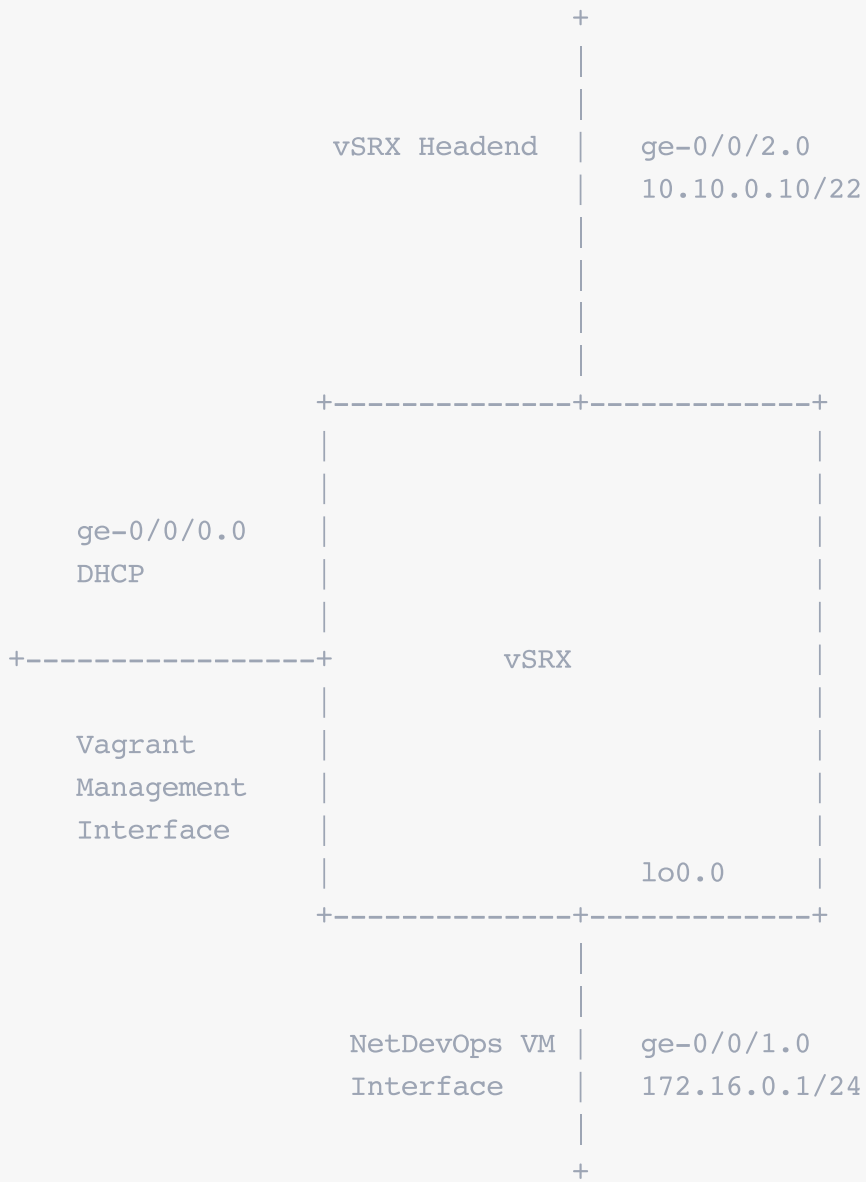 vSRX Headend ge-0/0/2.0
10.10.0.10/22
ge-0/0/0.0
DHCP
vSRX
Vagrant
Management
Interface
lo0.0
NetDevOps VM ge-0/0/1.0
Interface 172.16.0.1/24